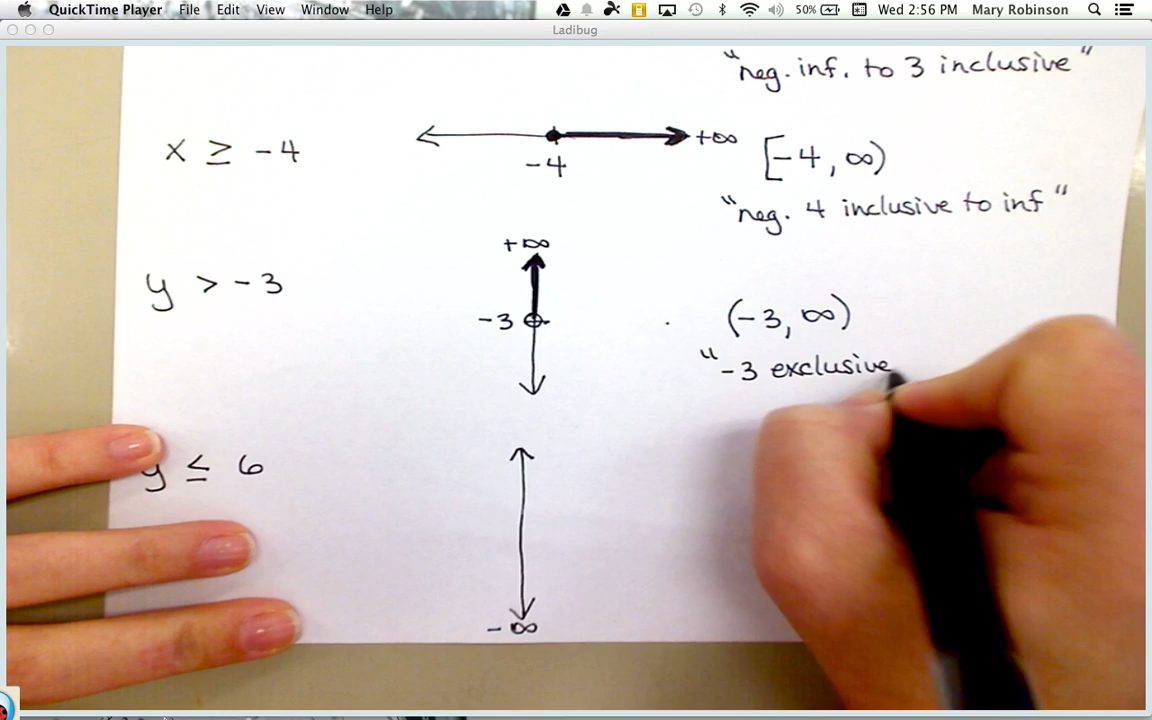 QuickTime Player File Edit View Window Help 50% Wed 2:56 PM Mary Robinson
Ladibug
"neg. inf. to 3 inclusive"
x ≥ -4
-4
+∞
[-4, ∞)
"neg. 4 inclusive to inf"
y > -3
+∞
-3
(-3, ∞)
"-3 exclusive
y ≤ 6
-∞